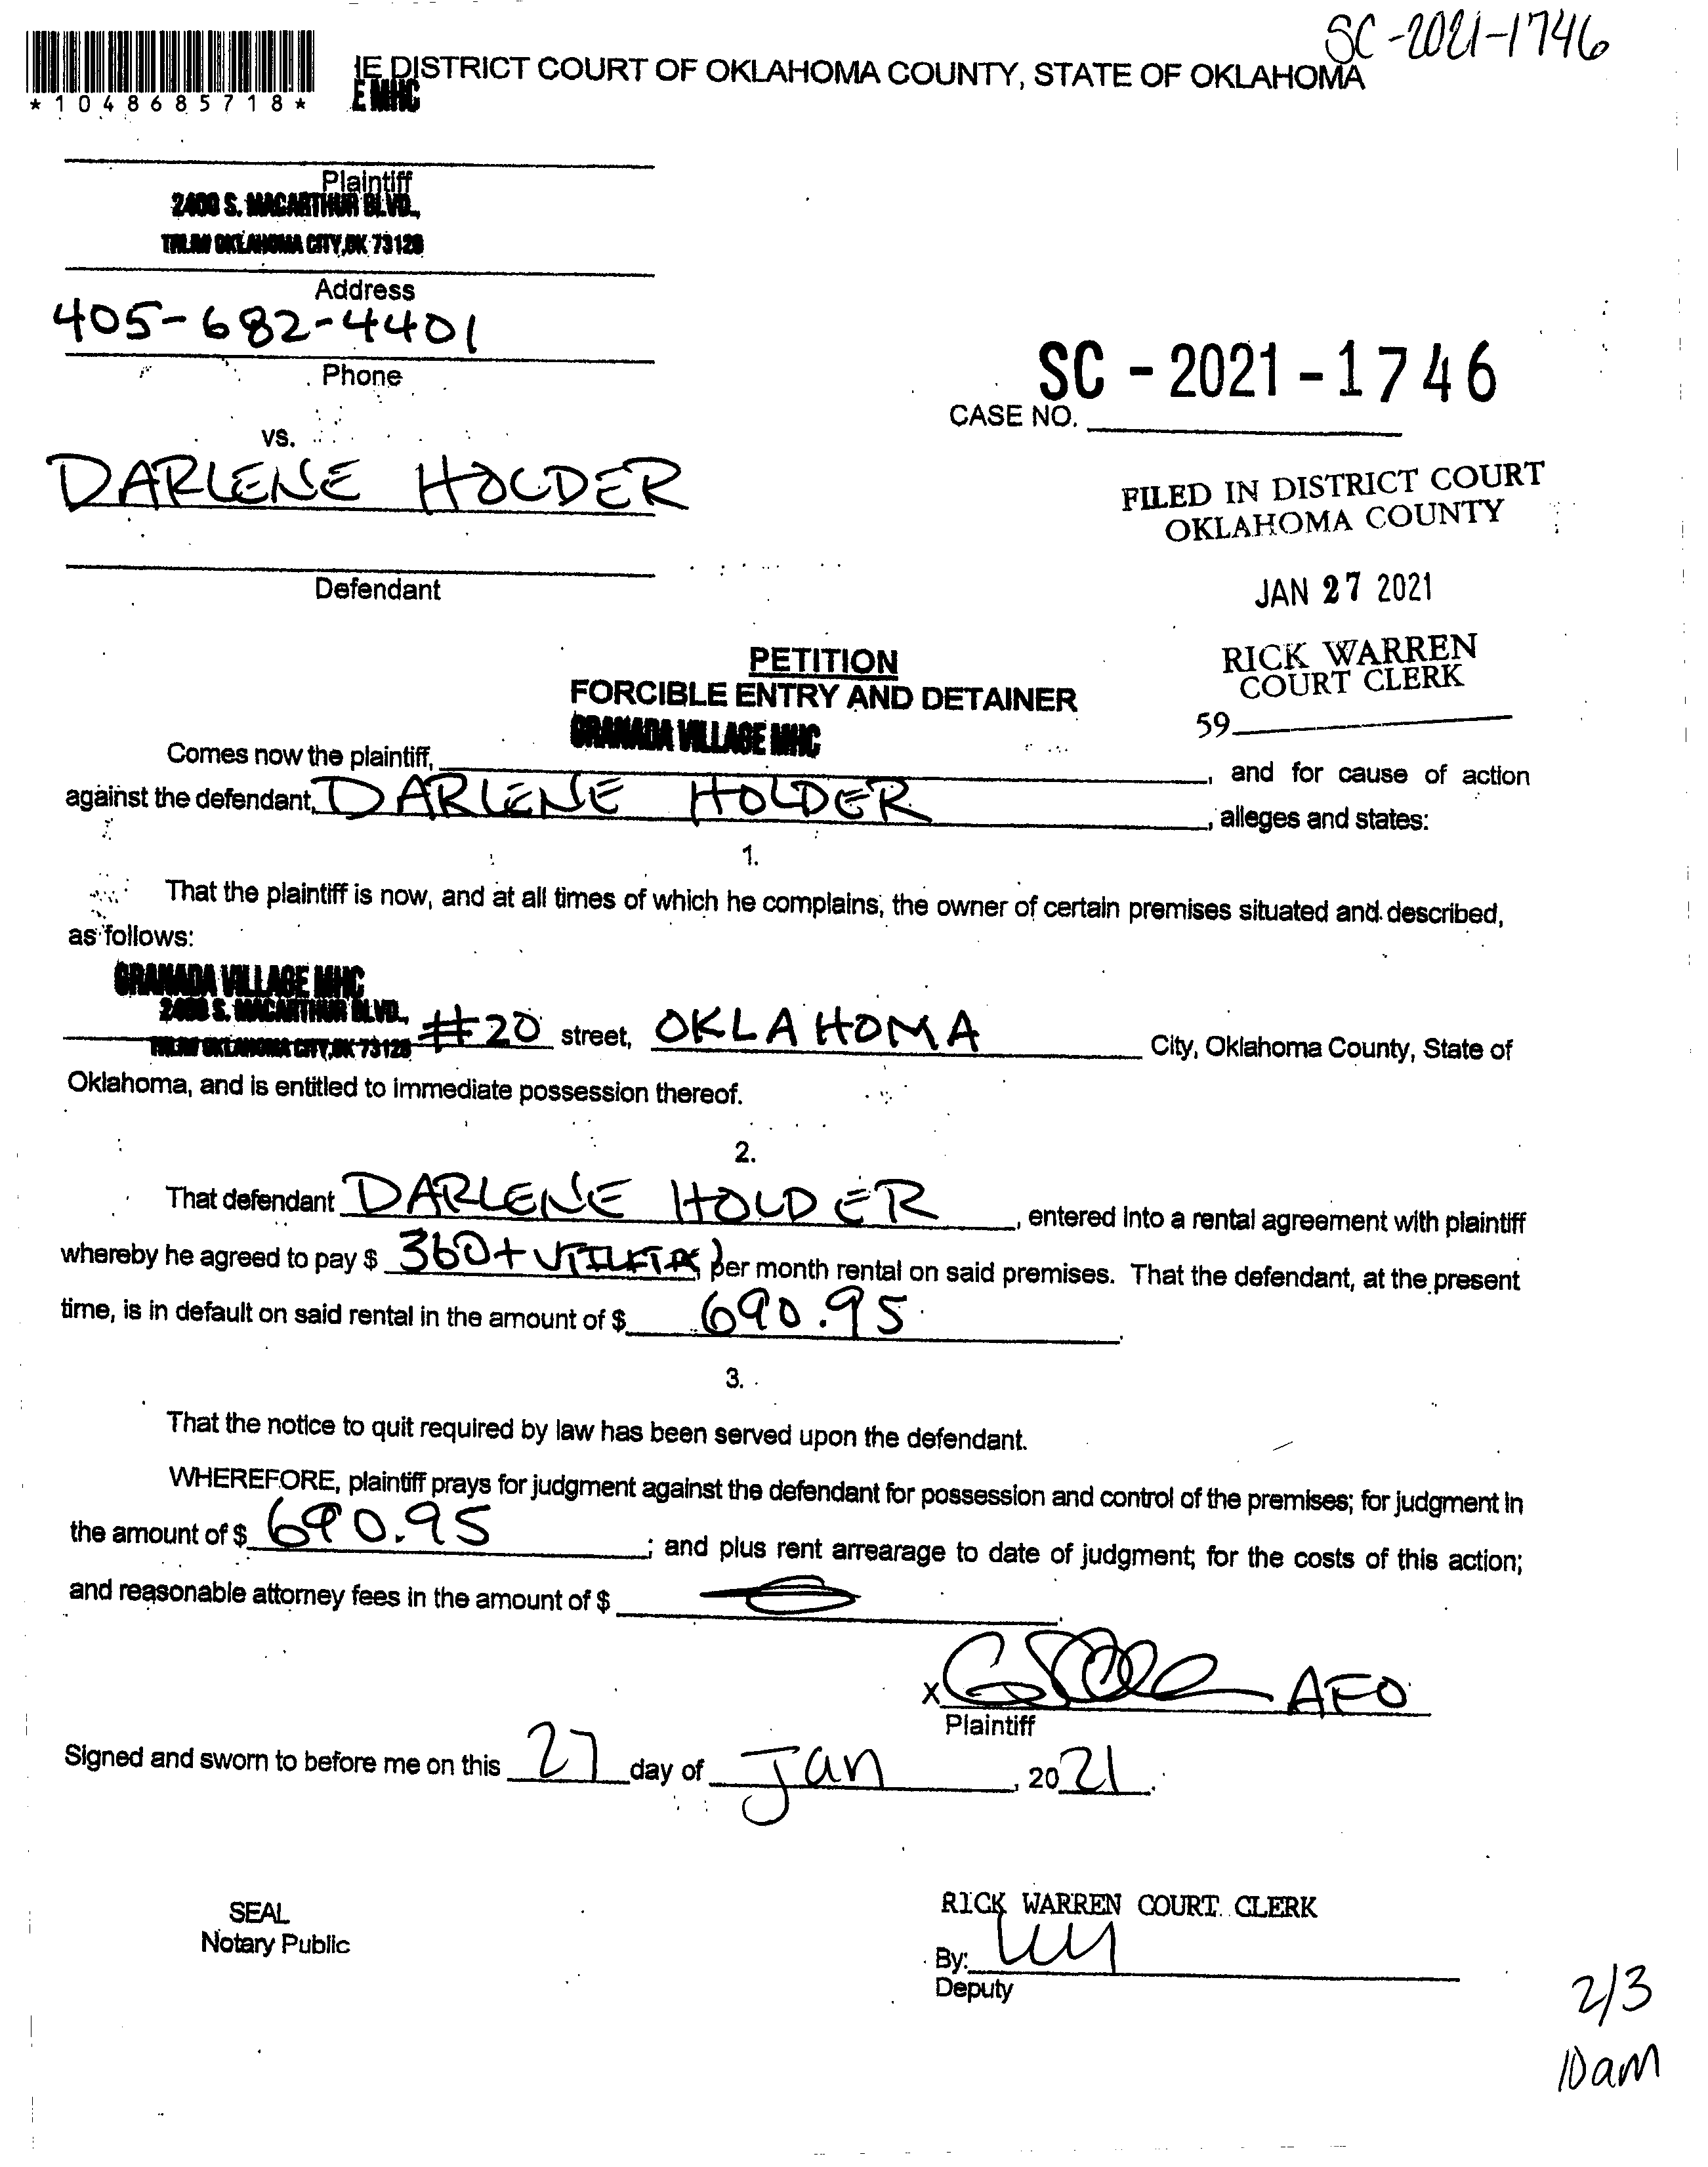 SC-2021-1746
IE DISTRICT COURT OF OKLAHOMA COUNTY, STATE OF OKLAHOMA
E MHC
*1048685718*
Plaintiff
2400 S. MACARTHUR BLVD.,
OKLAHOMA CITY, OK 73128
Address
405-682-4401
Phone
SC - 2021 - 1746
CASE NO.
vs.
DARLENE HOLDER
FILED IN DISTRICT COURT
OKLAHOMA COUNTY
Defendant
JAN 27 2021
RICK WARREN
COURT CLERK
59
PETITION
FORCIBLE ENTRY AND DETAINER
GRANADA VILLAGE MHC
Comes now the plaintiff, , and for cause of action
against the defendant, DARLENE HOLDER , alleges and states:
1.
That the plaintiff is now, and at all times of which he complains, the owner of certain premises situated and described,
as follows:
GRANADA VILLAGE MHC
2400 S. MACARTHUR BLVD.,
OKLAHOMA CITY, OK 73128 #20 street, OKLAHOMA City, Oklahoma County, State of
Oklahoma, and is entitled to immediate possession thereof.
2.
That defendant DARLENE HOLDER , entered into a rental agreement with plaintiff
whereby he agreed to pay $ 360+ per month rental on said premises. That the defendant, at the present
time, is in default on said rental in the amount of $ 690.95 .
3.
That the notice to quit required by law has been served upon the defendant.
WHEREFORE, plaintiff prays for judgment against the defendant for possession and control of the premises; for judgment in
the amount of $ 690.95 ; and plus rent arrearage to date of judgment; for the costs of this action;
and reasonable attorney fees in the amount of $ .
X AFO
Plaintiff
Signed and sworn to before me on this 27 day of Jan , 20 21 .
SEAL
Notary Public
RICK WARREN COURT CLERK
By:
Deputy
2/3
10am